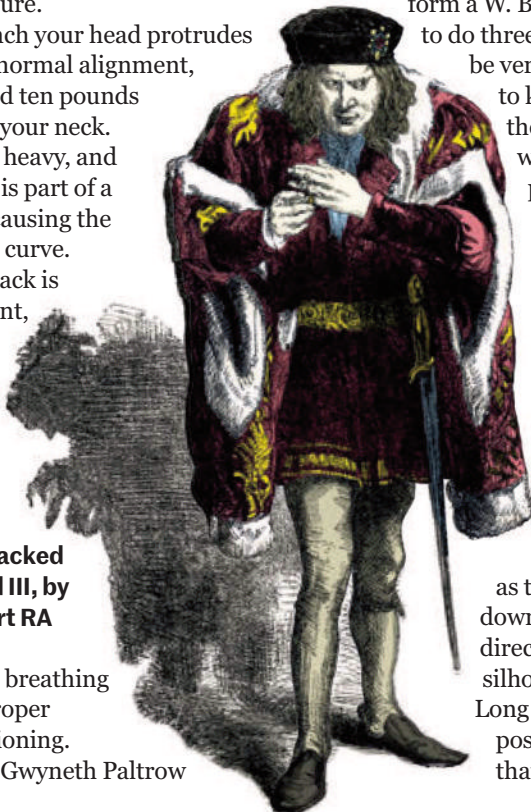 ure.
ach your head protrudes
normal alignment,
d ten pounds
your neck.
heavy, and
is part of a
ausing the
curve.
ack is
nt,
acked
III, by
rt RA
breathing
roper
ioning.
Gwyneth Paltrow
form a W. B
to do three
be ver
to k
the
w
p
as t
down
direc
silho
Long
pos
tha